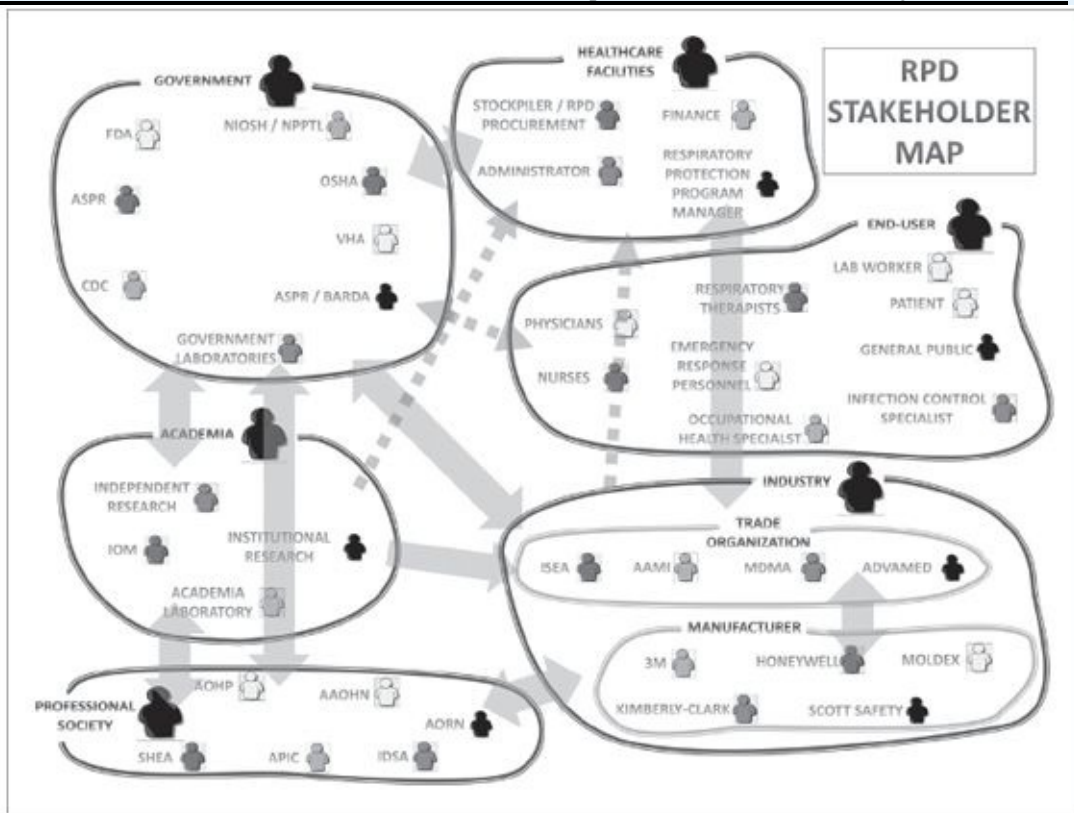 RPD
STAKEHOLDER
MAP
GOVERNMENT
FDA
NIOSH / NPPTL
ASPR
OSHA
VHA
CDC
ASPR / BARDA
GOVERNMENT
LABORATORIES
HEALTHCARE
FACILITIES
STOCKPILER / RPD
PROCUREMENT
FINANCE
ADMINISTRATOR
RESPIRATORY
PROTECTION
PROGRAM
MANAGER
END-USER
LAB WORKER
RESPIRATORY
THERAPISTS
PATIENT
PHYSICIANS
GENERAL PUBLIC
EMERGENCY
RESPONSE
PERSONNEL
NURSES
INFECTION CONTROL
SPECIALIST
OCCUPATIONAL
HEALTH SPECIALST
ACADEMIA
INDEPENDENT
RESEARCH
IOM
INSTITUTIONAL
RESEARCH
ACADEMIA
LABORATORY
INDUSTRY
TRADE
ORGANIZATION
ISEA
AAMI
MDMA
ADVAMED
MANUFACTURER
3M
HONEYWELL
MOLDEX
KIMBERLY-CLARK
SCOTT SAFETY
PROFESSIONAL
SOCIETY
AOHP
AAOHN
AORN
SHEA
APIC
IDSA